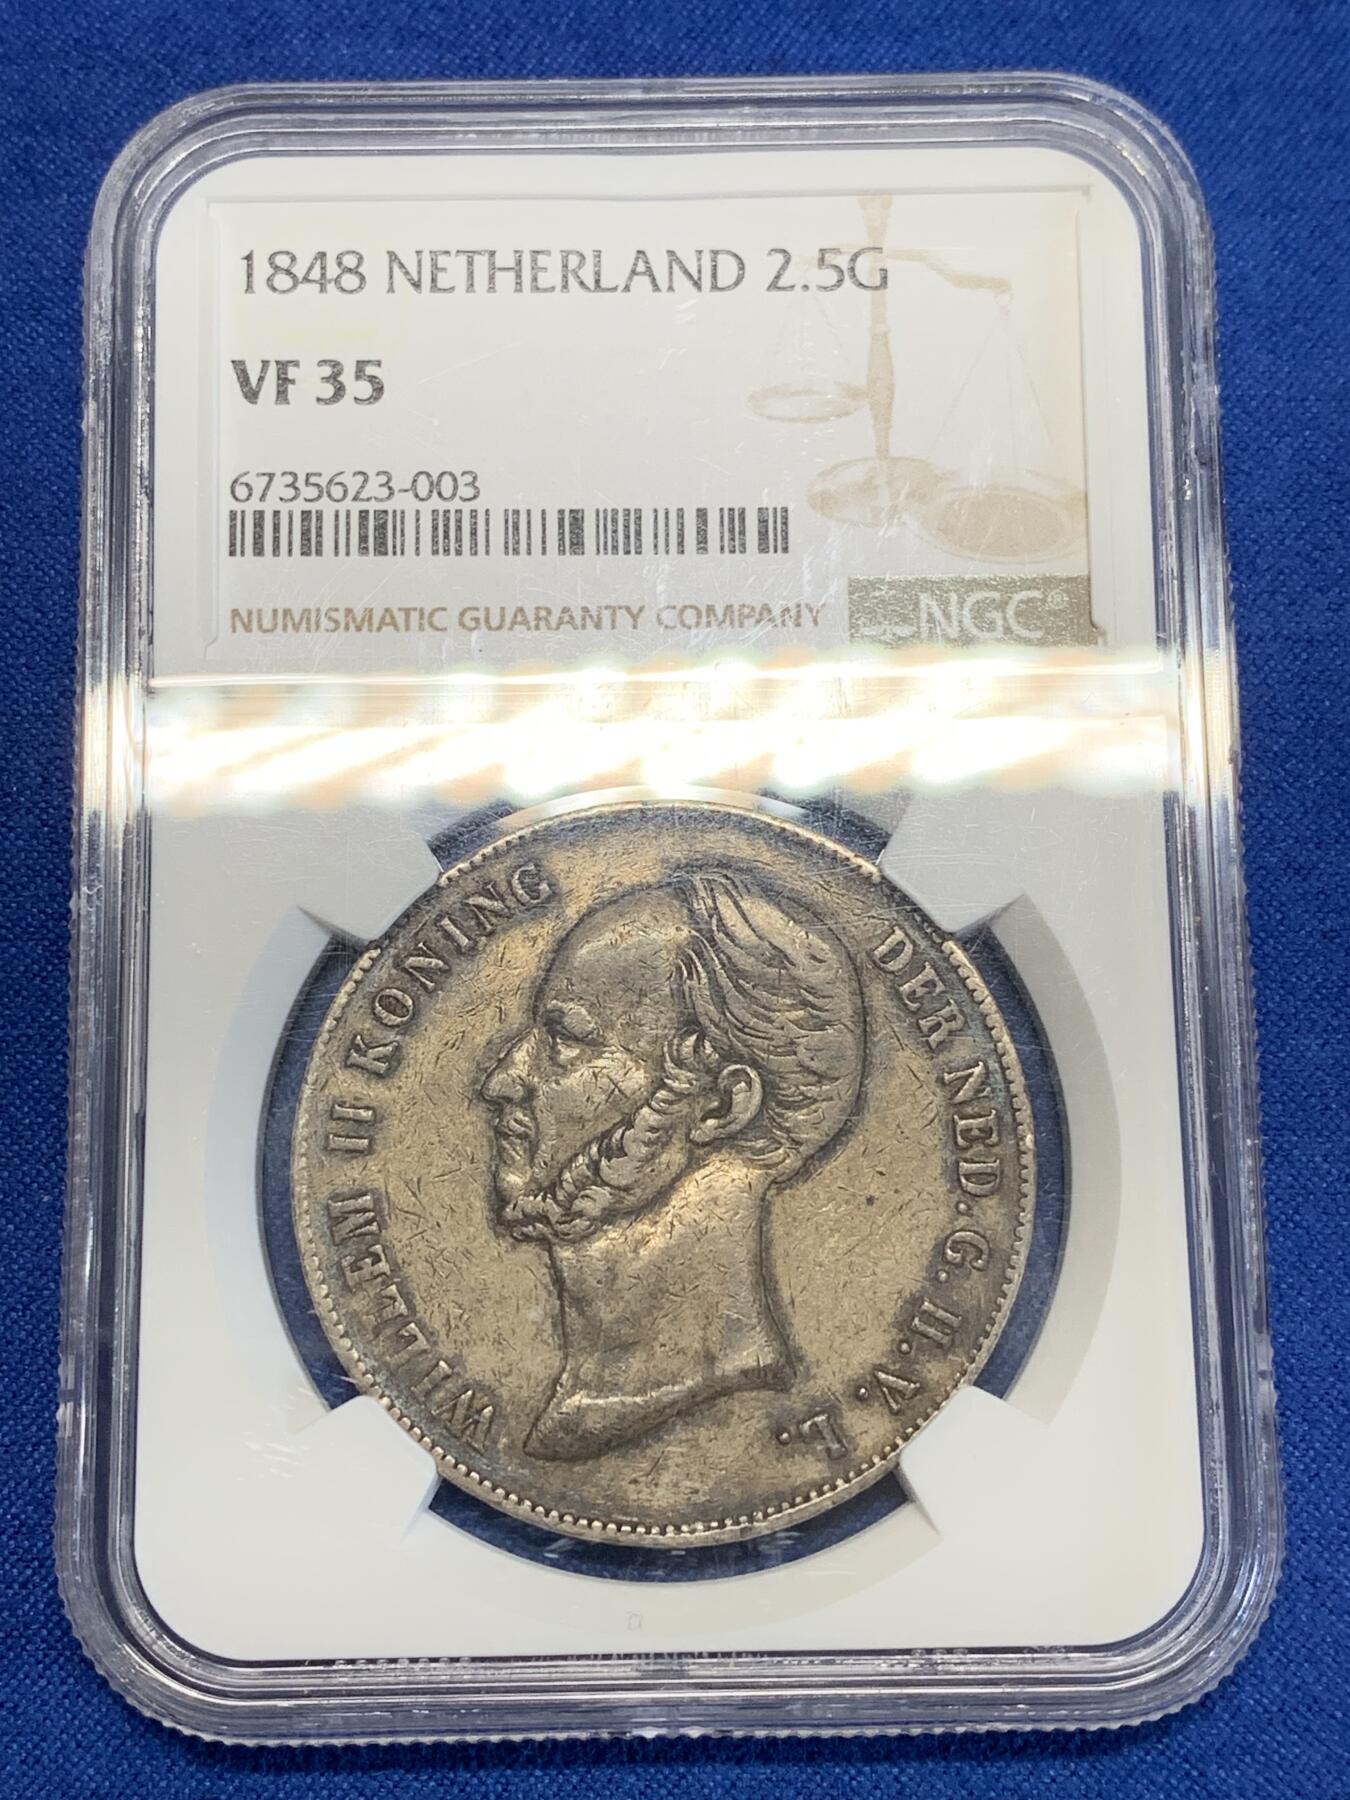 1848 NETHERLAND 2.5G
VF 35
6735623-003
NUMISMATIC GUARANTY COMPANY
NGC®
WILLEM II KONING DER NED. G. H. V. L.